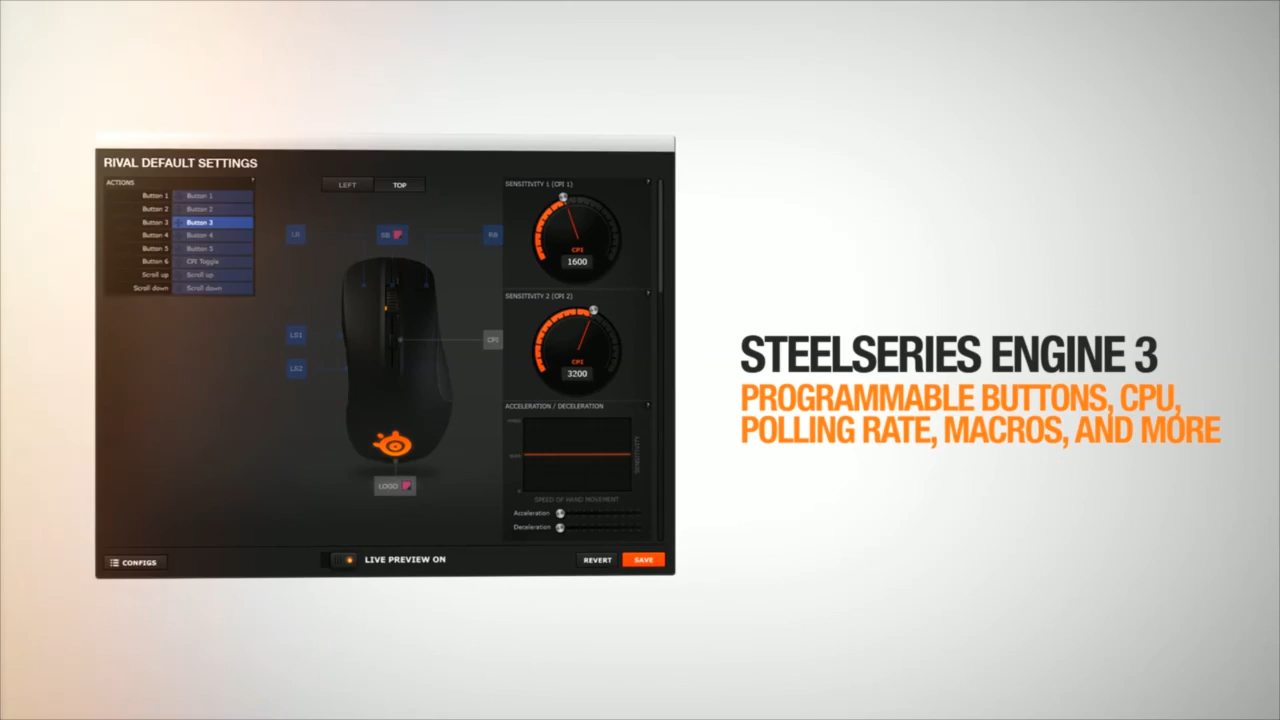 RIVAL DEFAULT SETTINGS
ACTIONS ?
Button 1 Button 1
Button 2 Button 2
Button 3 Button 3
Button 4 Button 4
Button 5 Button 5
Button 6 CPI Toggle
Scroll up Scroll up
Scroll down Scroll down
LEFT TOP
LB SB RB
LS1
LS2
CPI
LOGO
SENSITIVITY 1 (CPI 1) ?
CPI
1600
SENSITIVITY 2 (CPI 2) ?
CPI
3200
ACCELERATION / DECELERATION ?
SENSITIVITY
SPEED OF HAND MOVEMENT
Acceleration
Deceleration
CONFIGS
LIVE PREVIEW ON
REVERT
SAVE
STEELSERIES ENGINE 3
PROGRAMMABLE BUTTONS, CPU,
POLLING RATE, MACROS, AND MORE